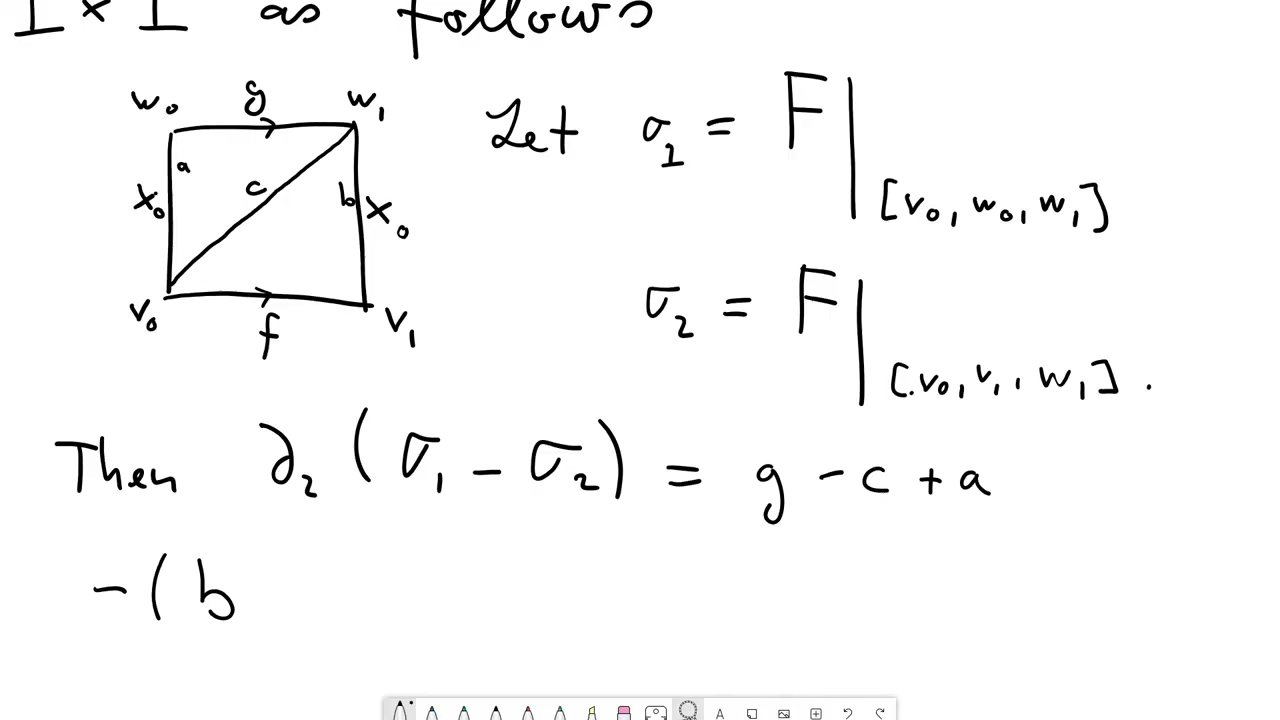 I × I as follows
w₀ g w₁
Let σ₁ = F|[v₀, w₀, w₁]
a
c
x₀ b x₀
v₀ f v₁
σ₂ = F|[v₀, v₁, w₁].
Then ∂₂(σ₁ − σ₂) = g − c + a
− ( b
A